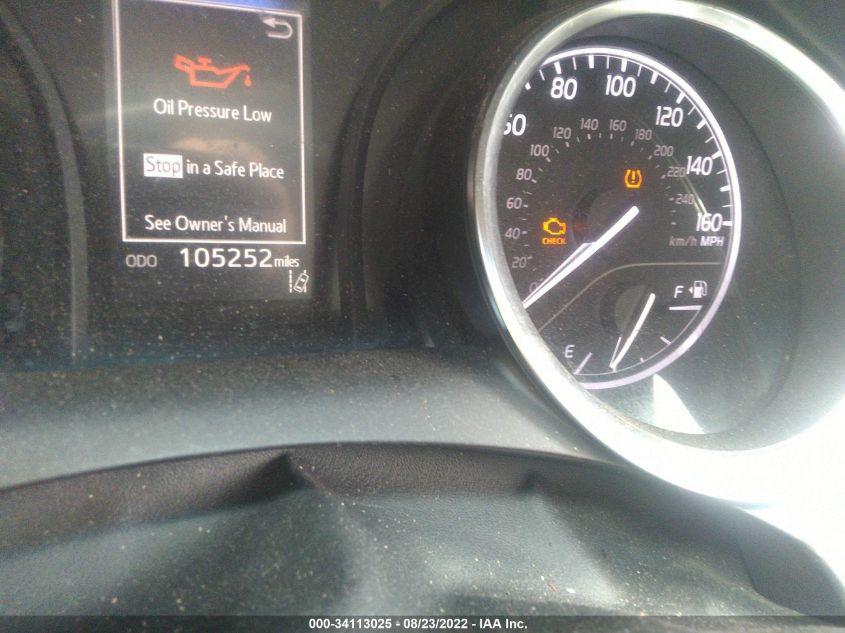 Oil Pressure Low
Stop in a Safe Place
See Owner's Manual
ODO 105252 miles
80
100
120
140
160
km/h MPH
0
20
40
60
80
100
120
140
160
180
200
220
240
CHECK
F
E
000-34113025 - 08/23/2022 - IAA Inc.